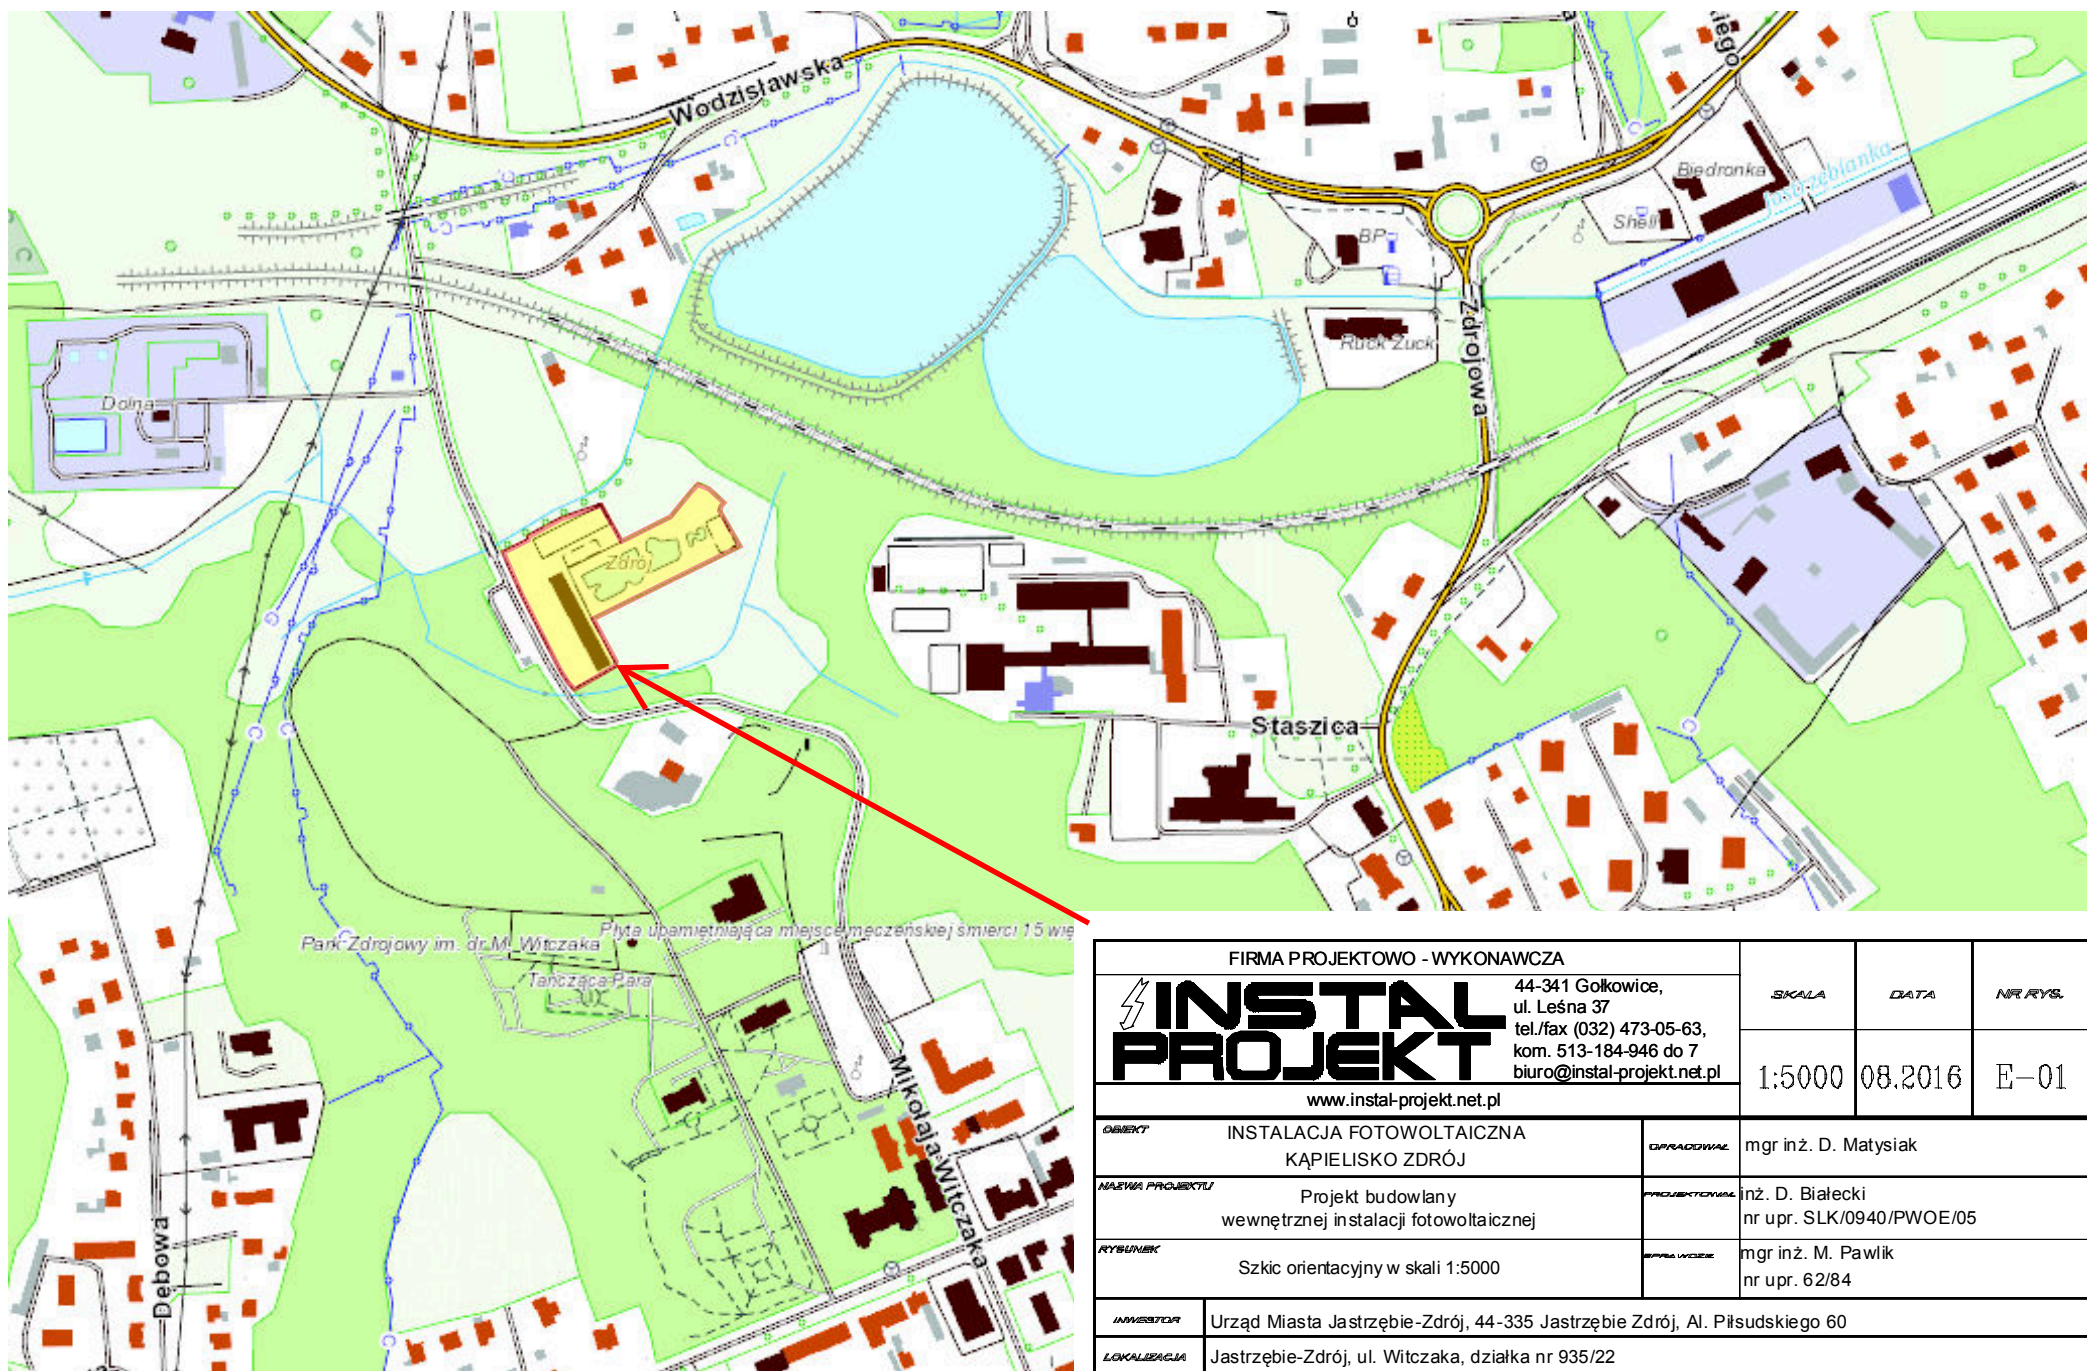 Wodzisławska
kiego
Biedronka
Jastrzębianka
Shell
BP
Zdrojowa
Ruck Zuck
Dolna
Zdrój
G
Staszica
C
C
C
Park Zdrojowy im. dr M. Witczaka
Płyta upamiętniająca miejsce męczeńskiej śmierci 15 wię
Tańcząca Para
Mikołaja Witczaka
Dębowa
FIRMA PROJEKTOWO - WYKONAWCZA
INSTAL
PROJEKT
44-341 Gołkowice,
ul. Leśna 37
tel./fax (032) 473-05-63,
kom. 513-184-946 do 7
biuro@instal-projekt.net.pl
www.instal-projekt.net.pl
SKALA
DATA
NR RYS.
1:5000
08.2016
E-01
OBIEKT
INSTALACJA FOTOWOLTAICZNA
KĄPIELISKO ZDRÓJ
OPRACOWAŁ
mgr inż. D. Matysiak
NAZWA PROJEKTU
Projekt budowlany
wewnętrznej instalacji fotowoltaicznej
PROJEKTOWAŁ
inż. D. Białecki
nr upr. SLK/0940/PWOE/05
RYSUNEK
Szkic orientacyjny w skali 1:5000
mgr inż. M. Pawlik
nr upr. 62/84
INWESTOR
Urząd Miasta Jastrzębie-Zdrój, 44-335 Jastrzębie Zdrój, Al. Piłsudskiego 60
LOKALIZACJA
Jastrzębie-Zdrój, ul. Witczaka, działka nr 935/22